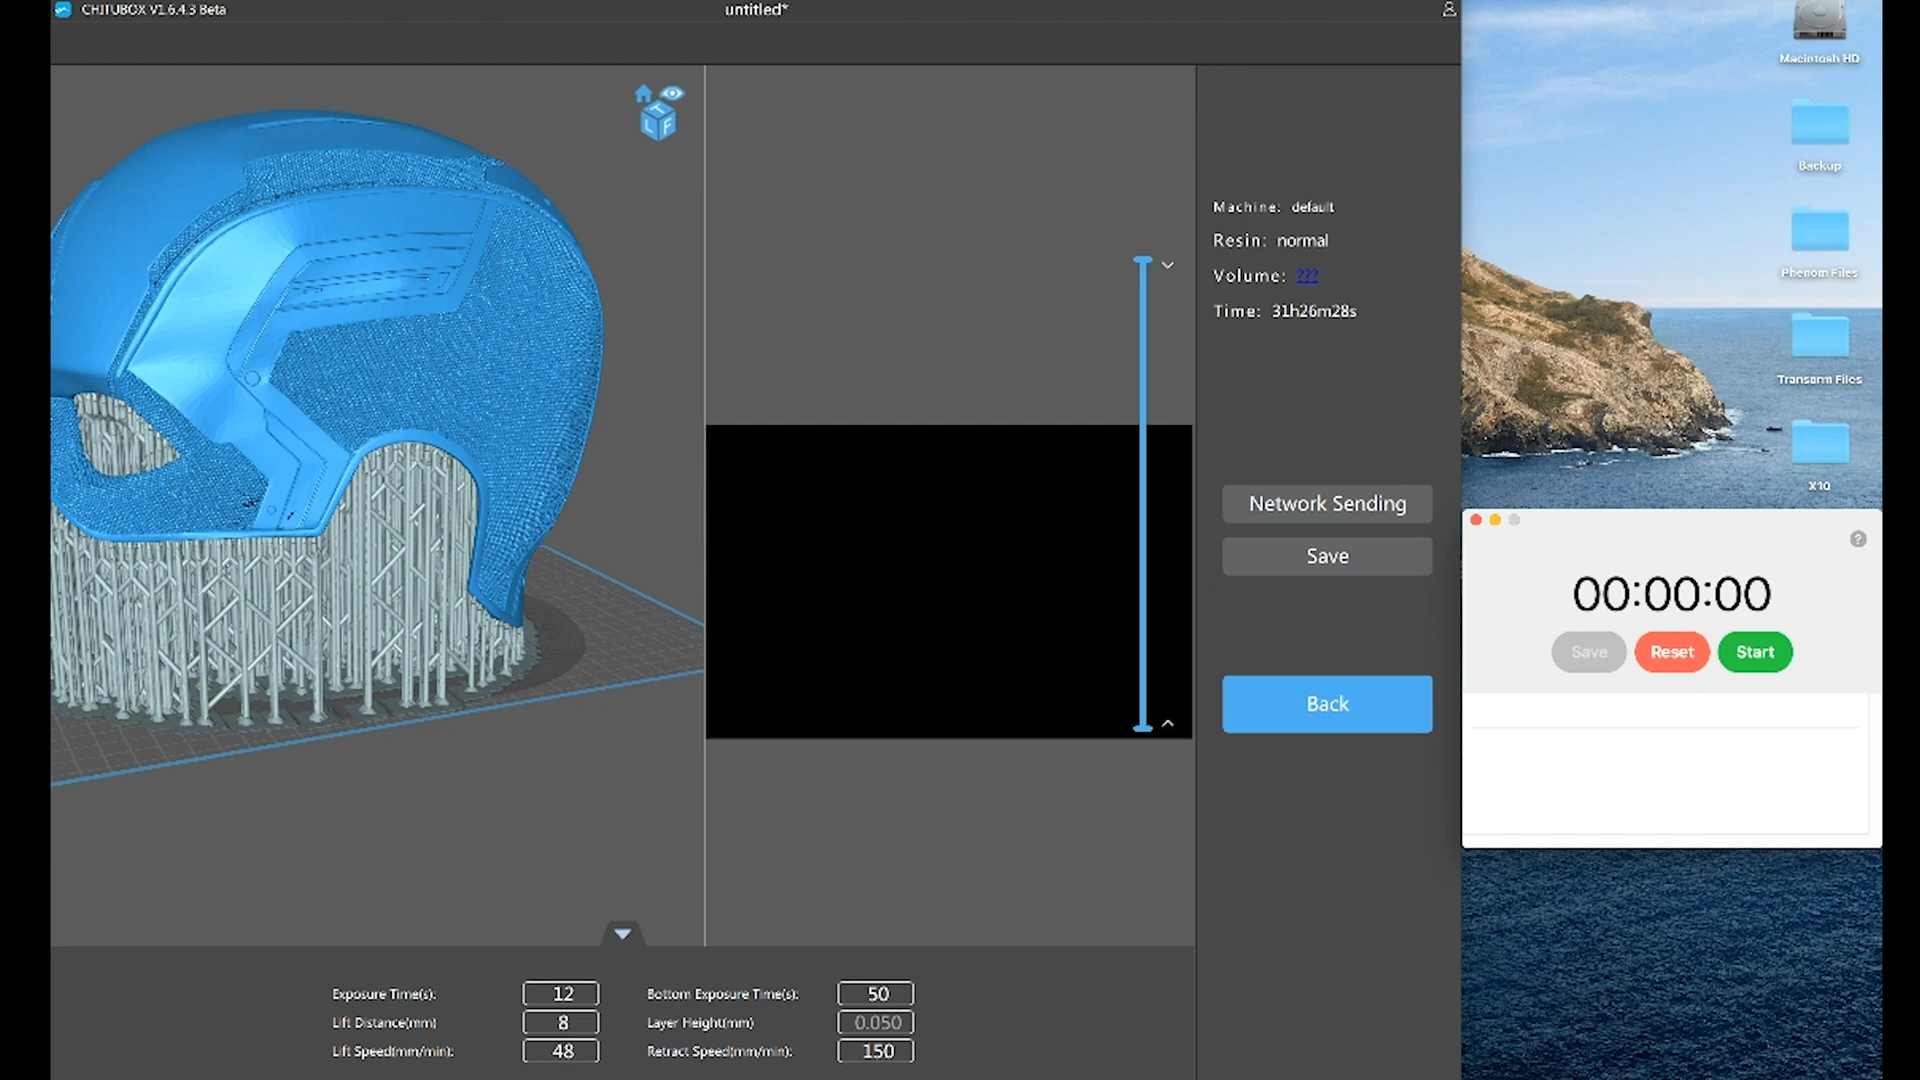 CHITUBOX V1.6.4.3 Beta
untitled*
T
L F
Machine: default
Resin: normal
Volume: ???
Time: 31h26m28s
Network Sending
Save
Back
Exposure Time(s): 12
Bottom Exposure Time(s): 50
Lift Distance(mm) 8
Layer Height(mm) 0.050
Lift Speed(mm/min): 48
Retract Speed(mm/min): 150
Macintosh HD
Backup
Phenom Files
Transorm Files
X10
?
00:00:00
Save Reset Start